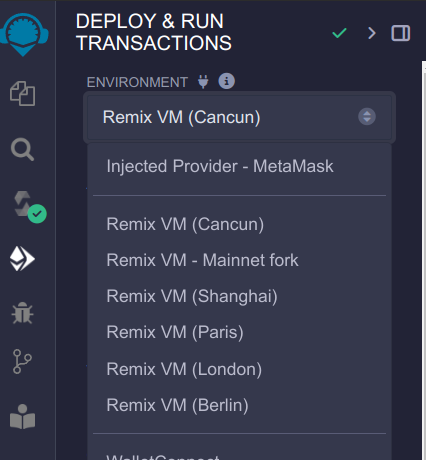 DEPLOY & RUN
TRANSACTIONS
ENVIRONMENT
Remix VM (Cancun)
Injected Provider - MetaMask
Remix VM (Cancun)
Remix VM - Mainnet fork
Remix VM (Shanghai)
Remix VM (Paris)
Remix VM (London)
Remix VM (Berlin)
WalletConnect